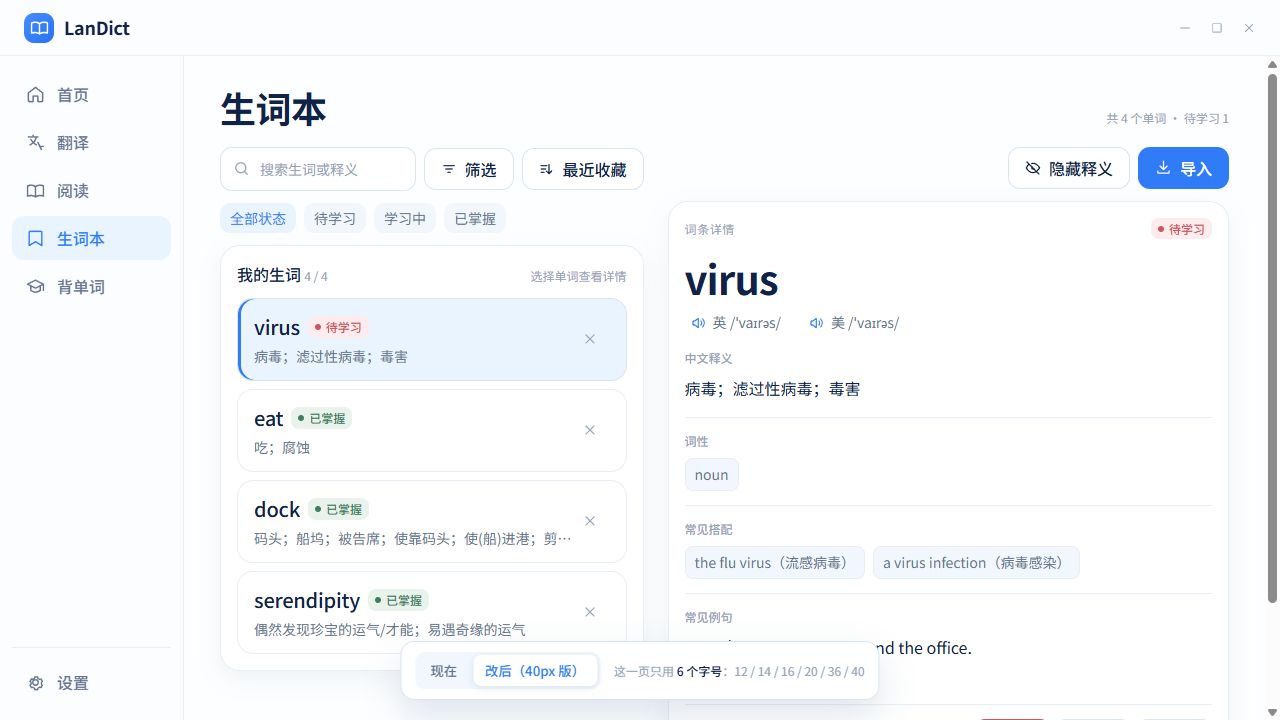 LanDict
首页
翻译
阅读
生词本
背单词
设置
生词本
共 4 个单词 · 待学习 1
搜索生词或释义
筛选
最近收藏
隐藏释义
导入
全部状态
待学习
学习中
已掌握
我的生词 4 / 4
选择单词查看详情
virus 待学习
病毒；滤过性病毒；毒害
eat 已掌握
吃；腐蚀
dock 已掌握
码头；船坞；被告席；使靠码头；使(船)进港；剪…
serendipity 已掌握
偶然发现珍宝的运气/才能；易遇奇缘的运气
词条详情
待学习
virus
英 /'vaɪrəs/ 美 /'vaɪrəs/
中文释义
病毒；滤过性病毒；毒害
词性
noun
常见搭配
the flu virus（流感病毒） a virus infection（病毒感染）
常见例句
the office.
现在
改后（40px 版）
这一页只用 6 个字号：12 / 14 / 16 / 20 / 36 / 40